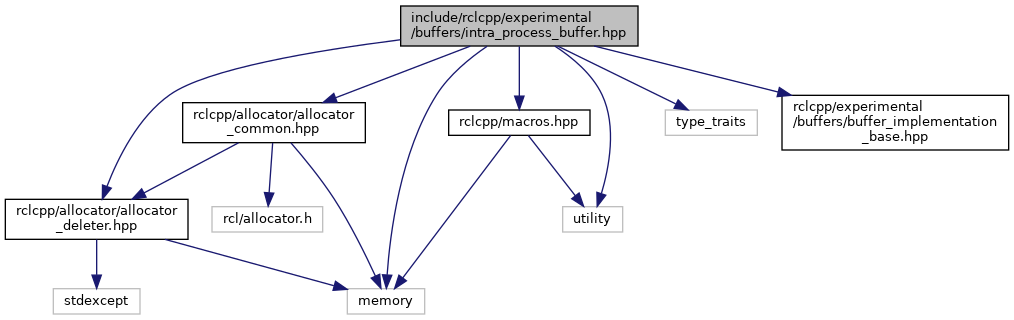 include/rclcpp/experimental
/buffers/intra_process_buffer.hpp
rclcpp/allocator/allocator
_common.hpp
rclcpp/macros.hpp
type_traits
rclcpp/experimental
/buffers/buffer_implementation
_base.hpp
rclcpp/allocator/allocator
_deleter.hpp
rcl/allocator.h
utility
stdexcept
memory